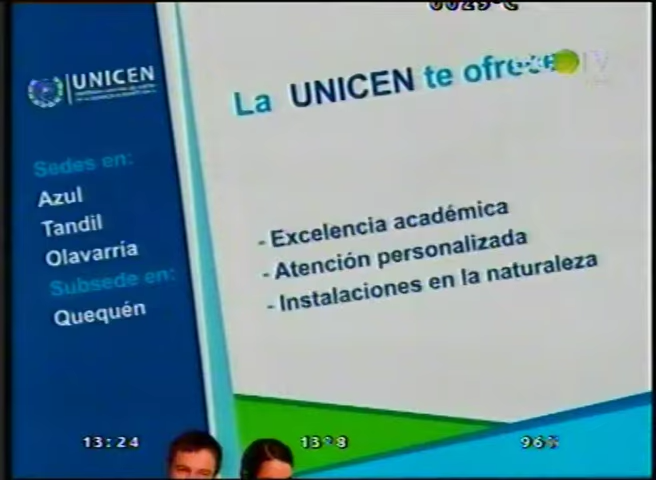 UNICEN
La UNICEN te ofrece
TV
Sedes en:
Azul
Tandil
Olavarría
Subsede en:
Quequén
- Excelencia académica
- Atención personalizada
- Instalaciones en la naturaleza
13:24